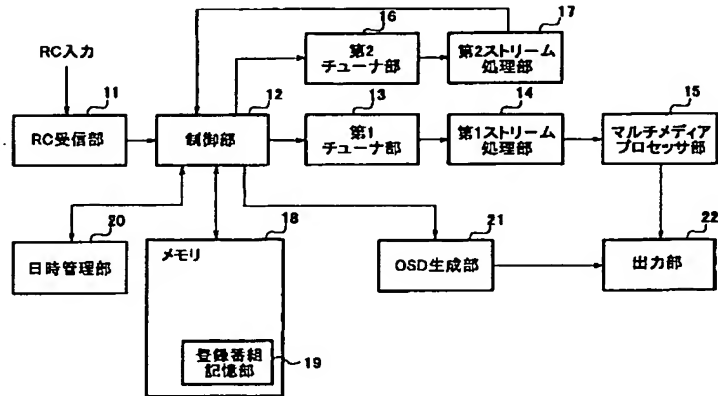 16
17
第2
チューナ部
第2ストリーム
処理部
RC入力
11
12
13
14
15
RC受信部
制御部
第1
チューナ部
第1ストリーム
処理部
マルチメディア
プロセッサ部
20
18
21
22
日時管理部
メモリ
OSD生成部
出力部
登録番組
記憶部
19